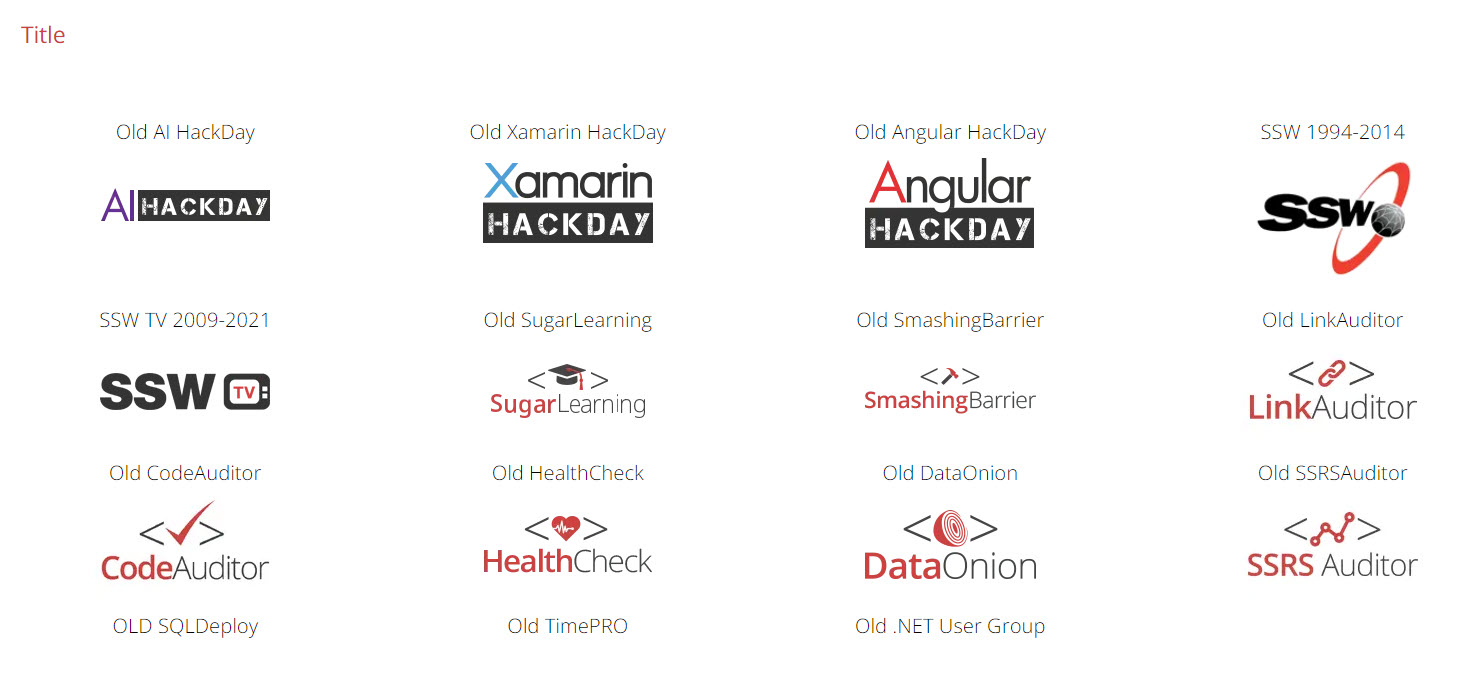 Title
Old AI HackDay
Old Xamarin HackDay
Old Angular HackDay
SSW 1994-2014
AI HACKDAY
Xamarin
HACKDAY
Angular
HACKDAY
SSW
SSW TV 2009-2021
Old SugarLearning
Old SmashingBarrier
Old LinkAuditor
SSW TV
<> SugarLearning
<> SmashingBarrier
<> LinkAuditor
Old CodeAuditor
Old HealthCheck
Old DataOnion
Old SSRSAuditor
<> CodeAuditor
<> HealthCheck
<> DataOnion
<> SSRS Auditor
OLD SQLDeploy
Old TimePRO
Old .NET User Group